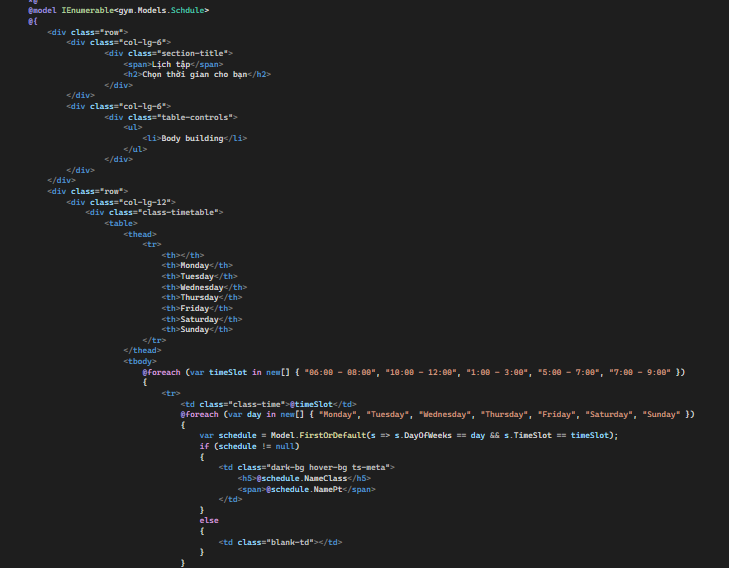 *@
@model IEnumerable<gym.Models.Schdule>
@{
<div class="row">
<div class="col-lg-6">
<div class="section-title">
<span>Lịch tập</span>
<h2>Chọn thời gian cho bạn</h2>
</div>
</div>
<div class="col-lg-6">
<div class="table-controls">
<ul>
<li>Body building</li>
</ul>
</div>
</div>
</div>
<div class="row">
<div class="col-lg-12">
<div class="class-timetable">
<table>
<thead>
<tr>
<th></th>
<th>Monday</th>
<th>Tuesday</th>
<th>Wednesday</th>
<th>Thursday</th>
<th>Friday</th>
<th>Saturday</th>
<th>Sunday</th>
</tr>
</thead>
<tbody>
@foreach (var timeSlot in new[] { "06:00 - 08:00", "10:00 - 12:00", "1:00 - 3:00", "5:00 - 7:00", "7:00 - 9:00" })
{
<tr>
<td class="class-time">@timeSlot</td>
@foreach (var day in new[] { "Monday", "Tuesday", "Wednesday", "Thursday", "Friday", "Saturday", "Sunday" })
{
var schedule = Model.FirstOrDefault(s => s.DayOfWeeks == day && s.TimeSlot == timeSlot);
if (schedule != null)
{
<td class="dark-bg hover-bg ts-meta">
<h5>@schedule.NameClass</h5>
<span>@schedule.NamePt</span>
</td>
}
else
{
<td class="blank-td"></td>
}
}